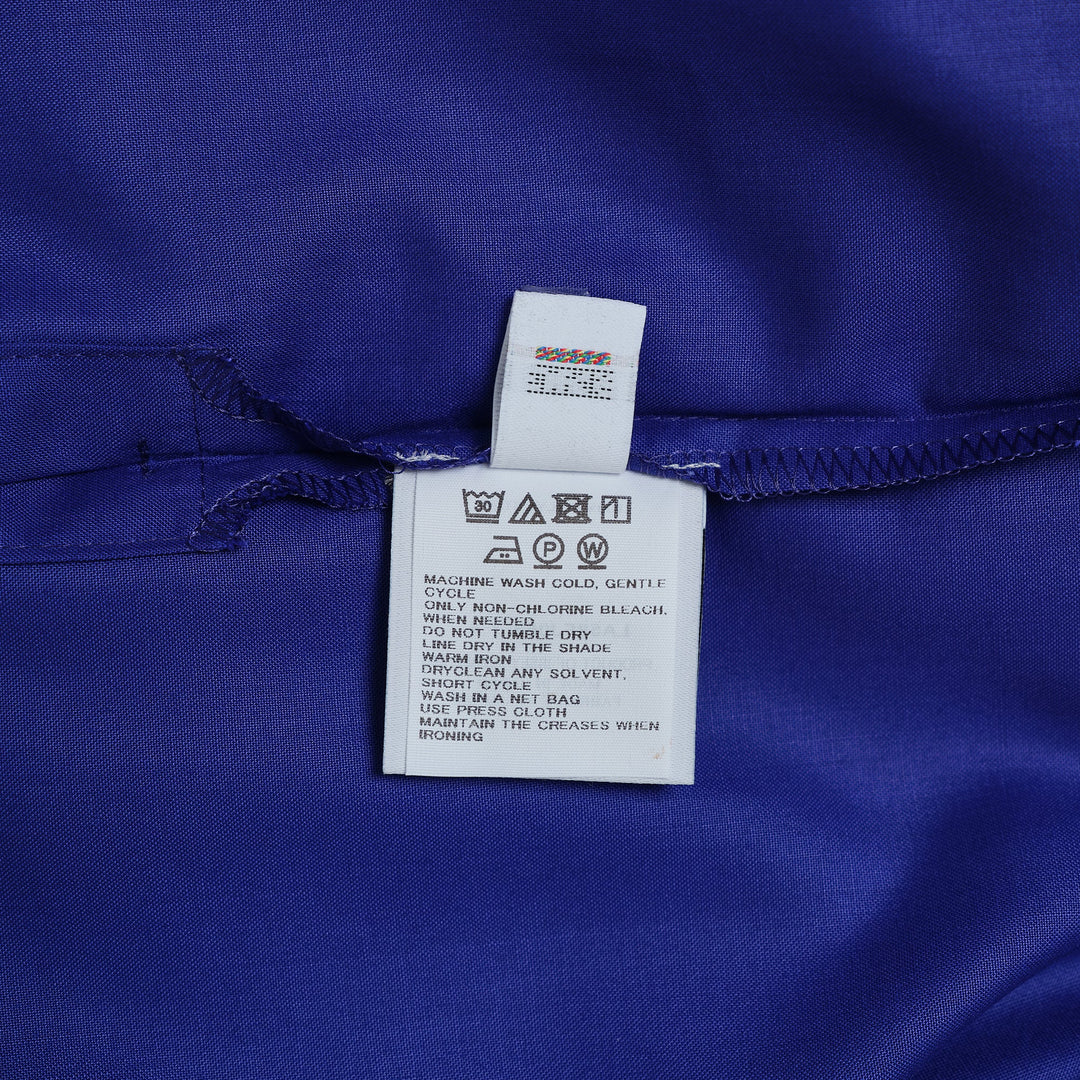 30
P W
MACHINE WASH COLD, GENTLE
CYCLE
ONLY NON-CHLORINE BLEACH,
WHEN NEEDED
DO NOT TUMBLE DRY
LINE DRY IN THE SHADE
WARM IRON
DRYCLEAN ANY SOLVENT,
SHORT CYCLE
WASH IN A NET BAG
USE PRESS CLOTH
MAINTAIN THE CREASES WHEN
IRONING